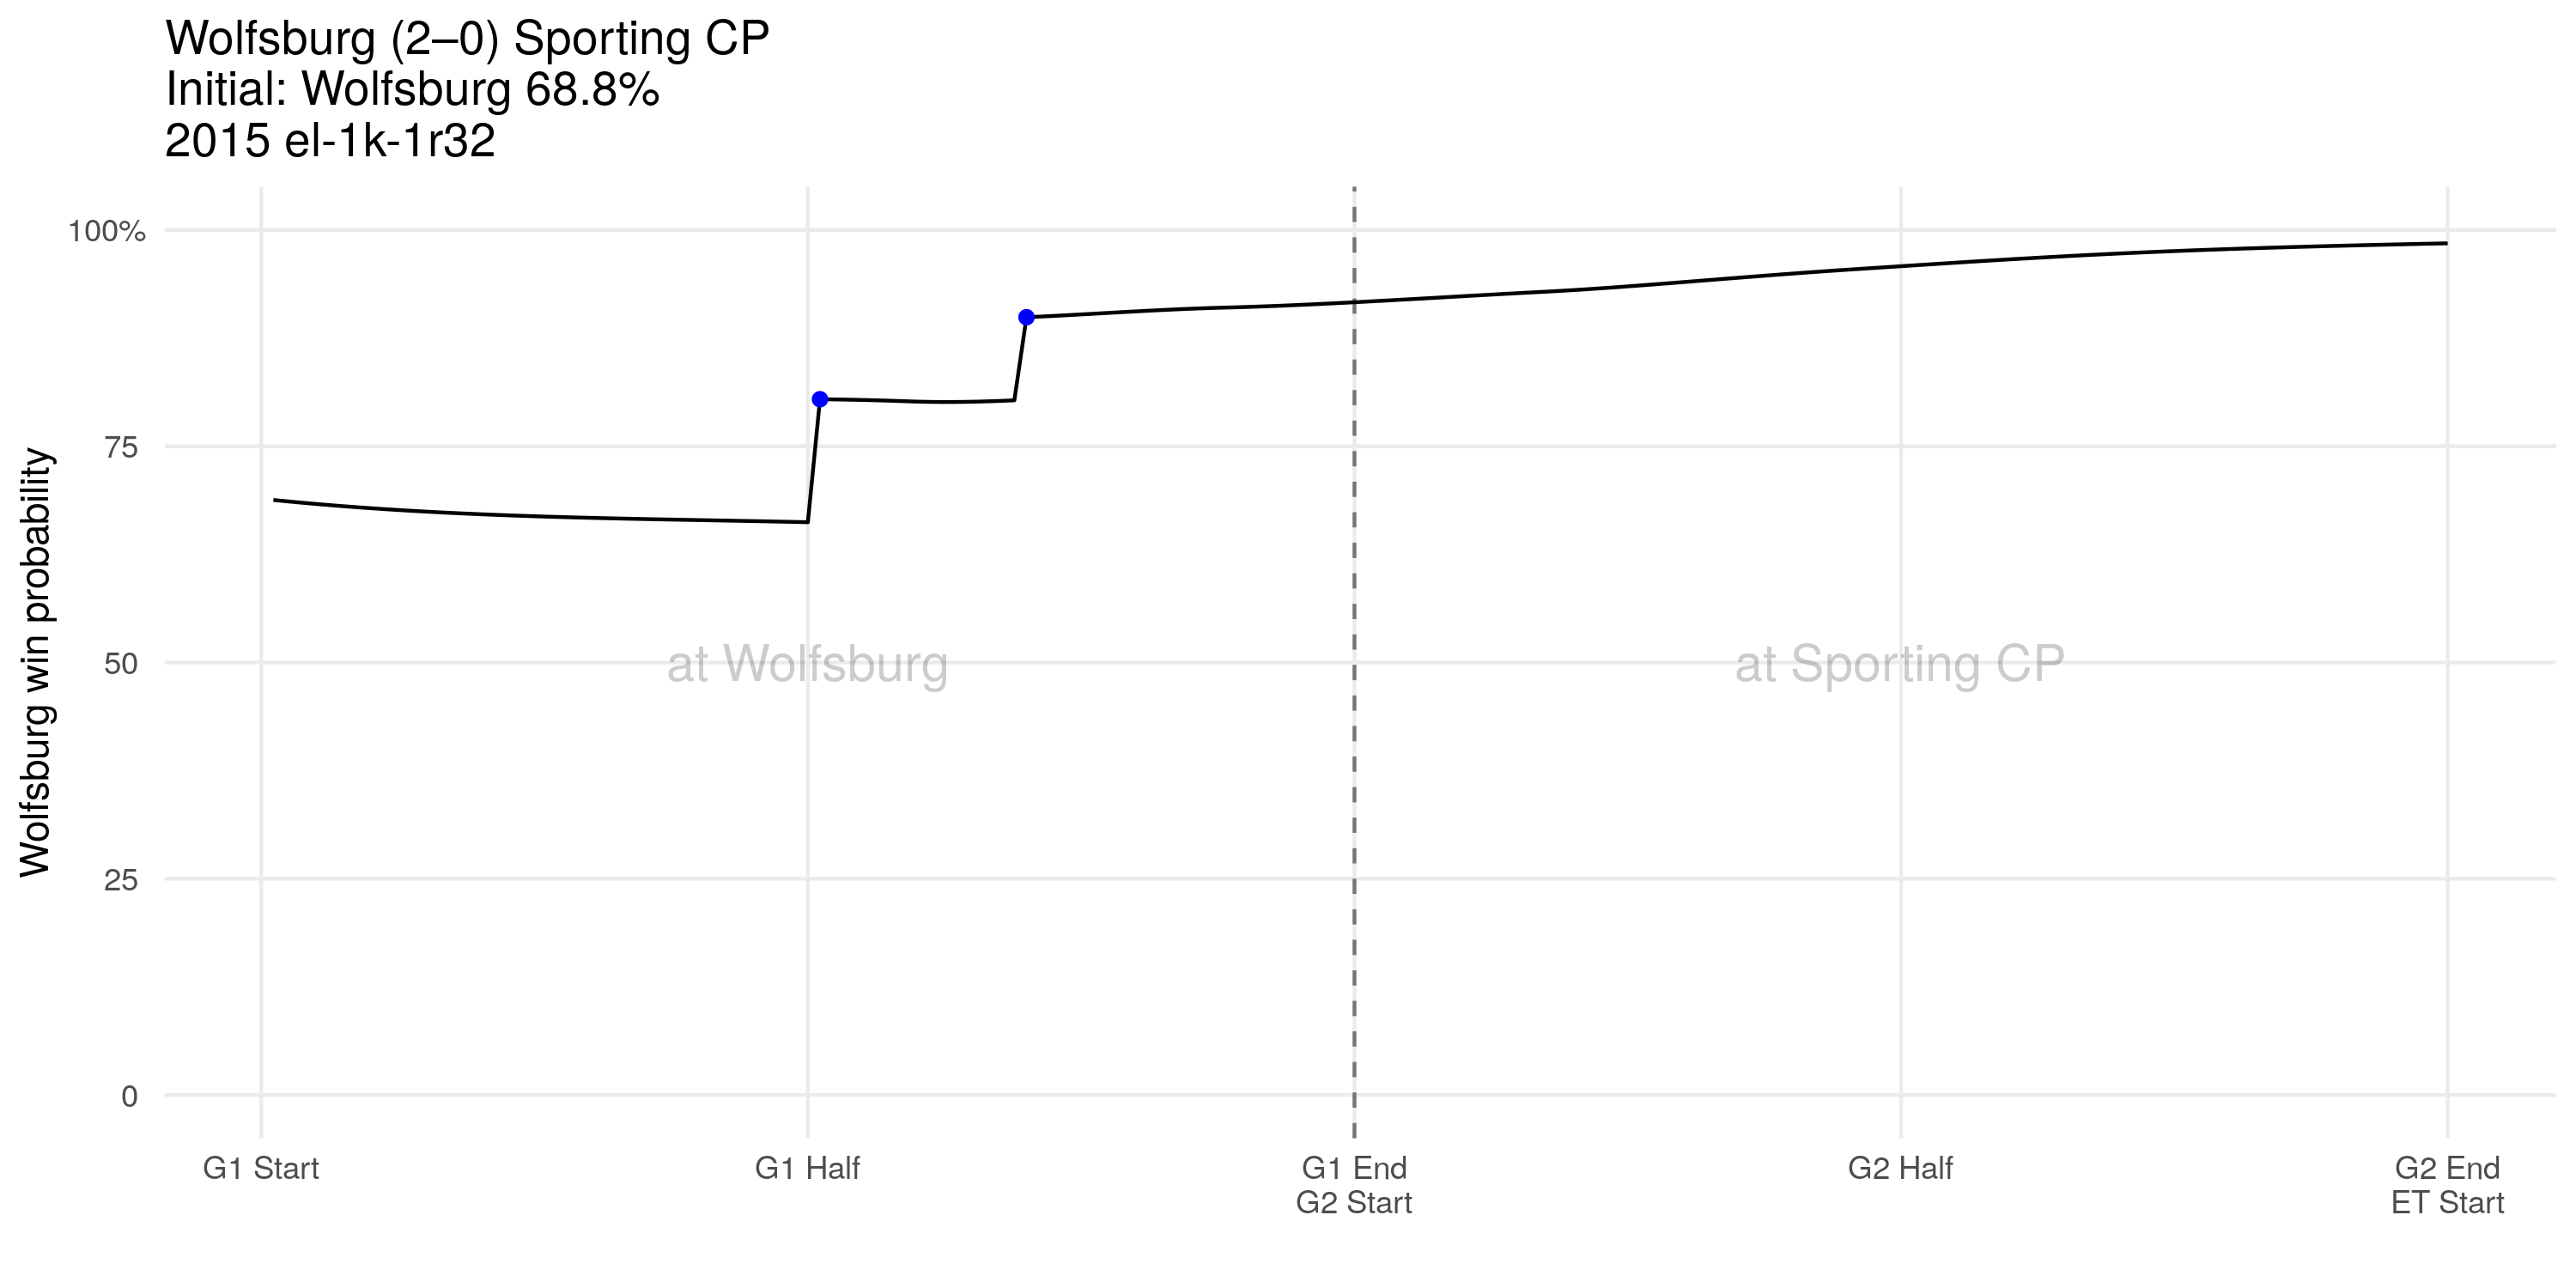 Wolfsburg (2–0) Sporting CP
Initial: Wolfsburg 68.8%
2015 el-1k-1r32
Wolfsburg win probability
100%
75
50
25
0
at Wolfsburg
at Sporting CP
G1 Start
G1 Half
G1 End
G2 Start
G2 Half
G2 End
ET Start